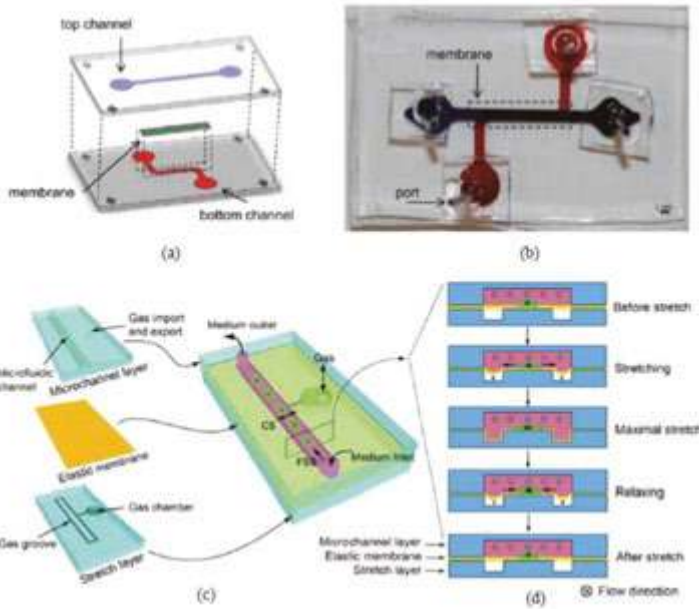 top channel
membrane
bottom channel
(a)
membrane
port
(b)
Gas import
and export
Microfluidic
channel
Microchannel layer
Elastic membrane
Gas chamber
Gas groove
Stretch layer
Medium outlet
Gas
CS
FSS
Medium Inlet
(c)
Before stretch
Stretching
Maximal stretch
Relaxing
After stretch
Microchannel layer
Elastic membrane
Stretch layer
(d)
Flow direction